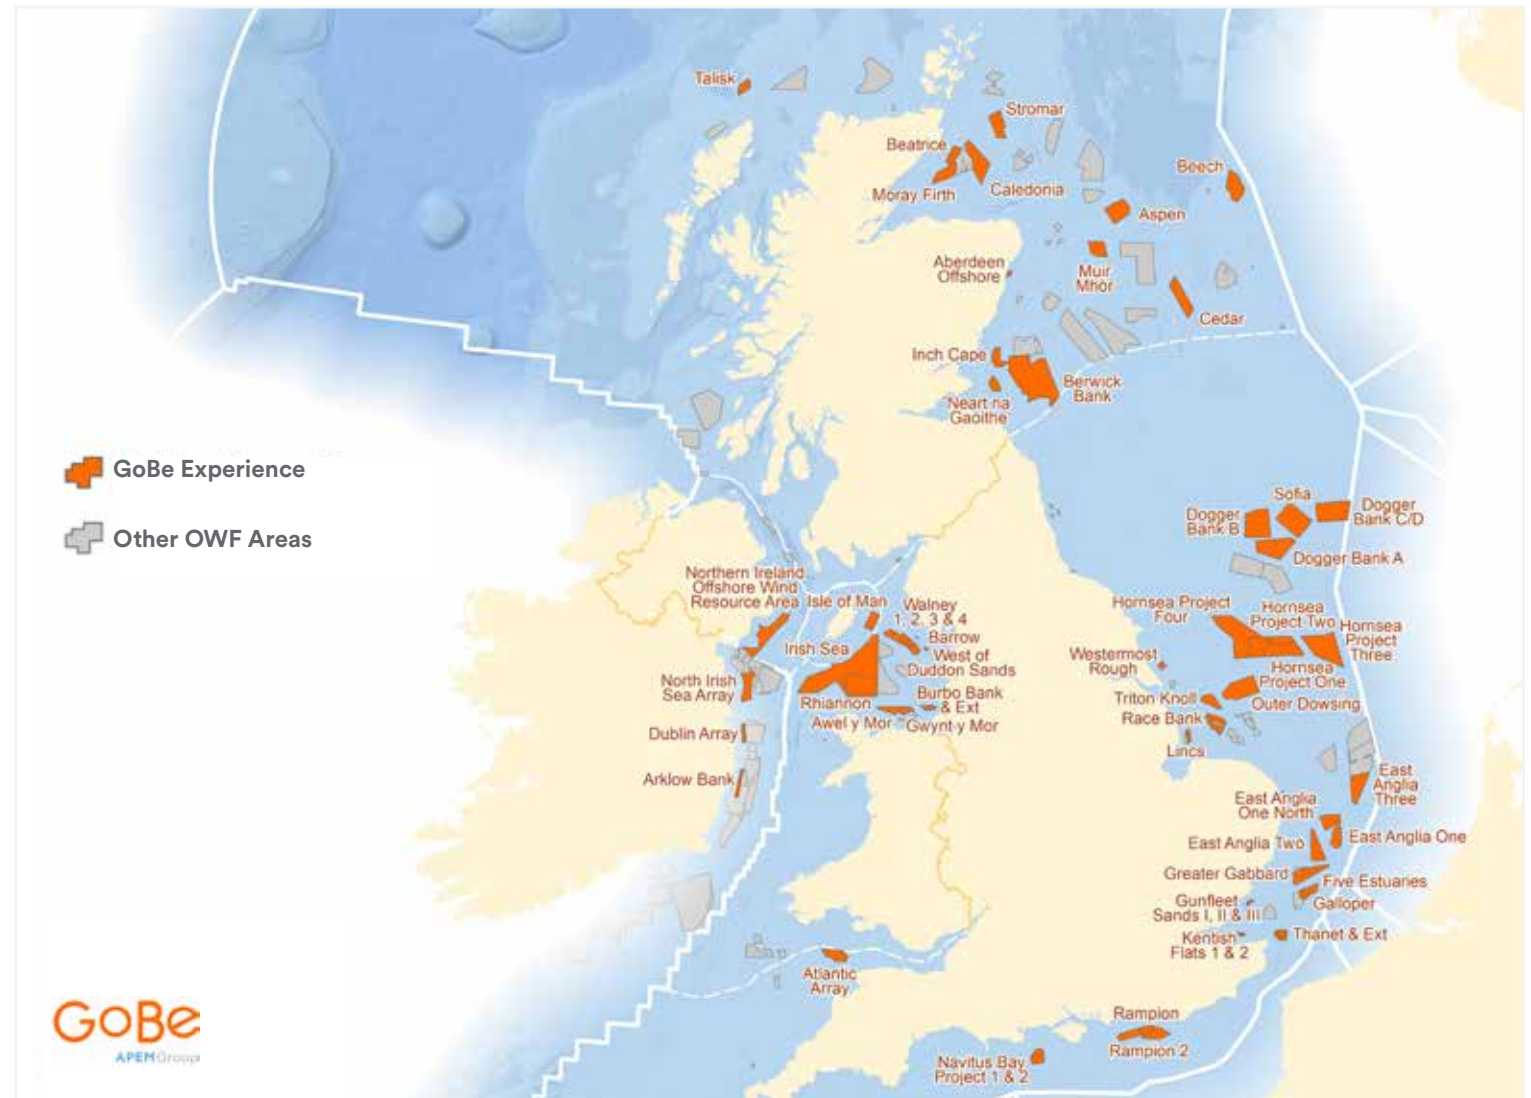 Talisk
Stromar
Beatrice
Moray Firth
Caledonia
Beech
Aspen
Aberdeen
Offshore
Muir
Mhòr
Cedar
Inch Cape
Berwick
Bank
Neart na
Gaoithe
GoBe Experience
Other OWF Areas
Sofia
Dogger
Bank B
Dogger
Bank C/D
Dogger Bank A
Northern Ireland
Offshore Wind
Resource Area
Isle of Man
Walney
1, 2, 3 & 4
Barrow
West of
Duddon Sands
Irish Sea
North Irish
Sea Array
Rhiannon
Burbo Bank
& Ext
Awel y Mor
Gwynt y Mor
Dublin Array
Arklow Bank
Hornsea Project
Four
Hornsea
Project Two
Hornsea
Project
Three
Westermost
Rough
Hornsea
Project One
Triton Knoll
Outer Dowsing
Race Bank
Lincs
East
Anglia
Three
East Anglia
One North
East Anglia One
East Anglia Two
Greater Gabbard
Five Estuaries
Galloper
Gunfleet
Sands I, II & III
Kentish
Flats 1 & 2
Thanet & Ext
Atlantic
Array
Rampion
Rampion 2
Navitus Bay
Project 1 & 2
GoBe
APEMGroup